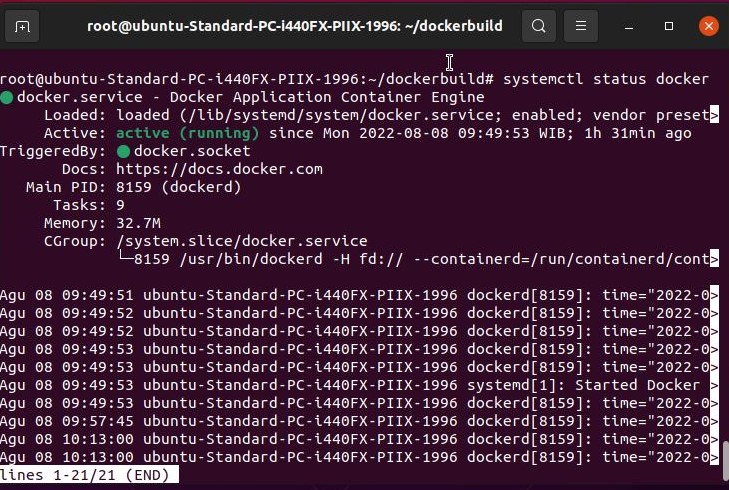 root@ubuntu-Standard-PC-i440FX-PIIX-1996: ~/dockerbuild
root@ubuntu-Standard-PC-i440FX-PIIX-1996:~/dockerbuild# systemctl status docker
● docker.service - Docker Application Container Engine
Loaded: loaded (/lib/systemd/system/docker.service; enabled; vendor preset>
Active: active (running) since Mon 2022-08-08 09:49:53 WIB; 1h 31min ago
TriggeredBy: ● docker.socket
Docs: https://docs.docker.com
Main PID: 8159 (dockerd)
Tasks: 9
Memory: 32.7M
CGroup: /system.slice/docker.service
└─8159 /usr/bin/dockerd -H fd:// --containerd=/run/containerd/cont>
Agu 08 09:49:51 ubuntu-Standard-PC-i440FX-PIIX-1996 dockerd[8159]: time="2022-0>
Agu 08 09:49:52 ubuntu-Standard-PC-i440FX-PIIX-1996 dockerd[8159]: time="2022-0>
Agu 08 09:49:52 ubuntu-Standard-PC-i440FX-PIIX-1996 dockerd[8159]: time="2022-0>
Agu 08 09:49:53 ubuntu-Standard-PC-i440FX-PIIX-1996 dockerd[8159]: time="2022-0>
Agu 08 09:49:53 ubuntu-Standard-PC-i440FX-PIIX-1996 dockerd[8159]: time="2022-0>
Agu 08 09:49:53 ubuntu-Standard-PC-i440FX-PIIX-1996 systemd[1]: Started Docker >
Agu 08 09:49:53 ubuntu-Standard-PC-i440FX-PIIX-1996 dockerd[8159]: time="2022-0>
Agu 08 09:57:45 ubuntu-Standard-PC-i440FX-PIIX-1996 dockerd[8159]: time="2022-0>
Agu 08 10:13:00 ubuntu-Standard-PC-i440FX-PIIX-1996 dockerd[8159]: time="2022-0>
Agu 08 10:13:00 ubuntu-Standard-PC-i440FX-PIIX-1996 dockerd[8159]: time="2022-0>
lines 1-21/21 (END)